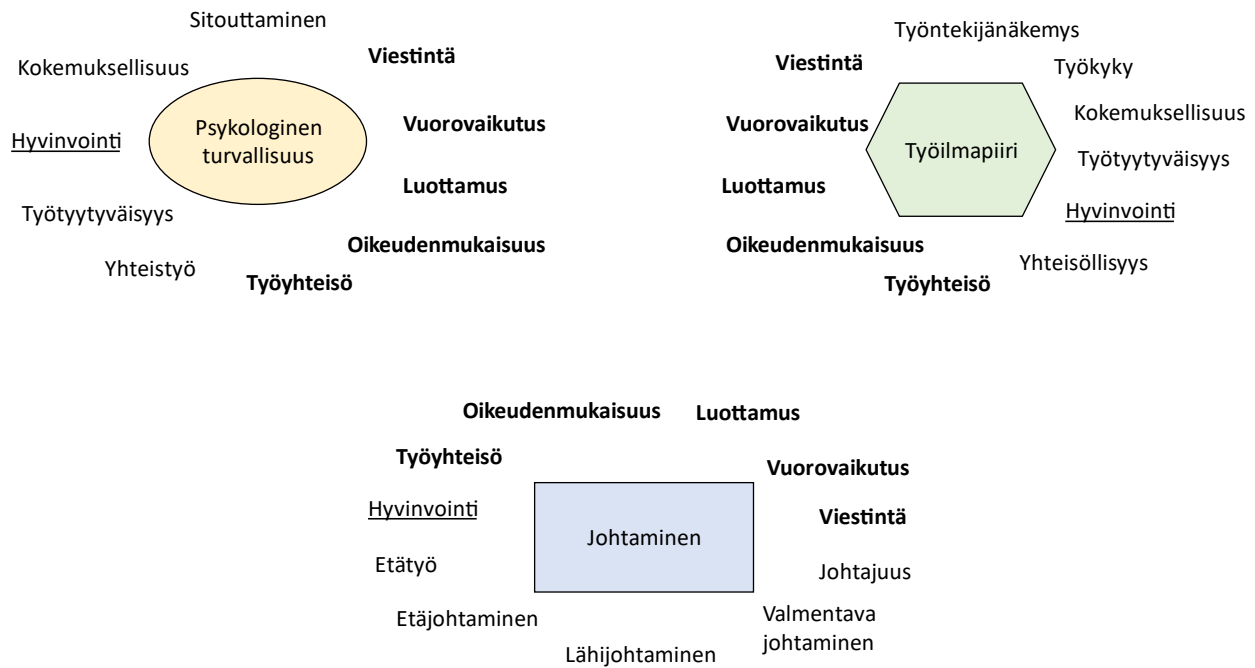 Sitouttaminen
Viestintä
Kokemuksellisuus
Psykologinen
turvallisuus
Vuorovaikutus
Hyvinvointi
Luottamus
Työtyytyväisyys
Oikeudenmukaisuus
Yhteistyö
Työyhteisö
Työntekijänäkemys
Viestintä
Työkyky
Kokemuksellisuus
Vuorovaikutus
Työilmapiiri
Työtyytyväisyys
Luottamus
Hyvinvointi
Oikeudenmukaisuus
Yhteisöllisyys
Työyhteisö
Oikeudenmukaisuus
Luottamus
Työyhteisö
Vuorovaikutus
Hyvinvointi
Viestintä
Johtaminen
Etätyö
Johtajuus
Etäjohtaminen
Valmentava
johtaminen
Lähijohtaminen